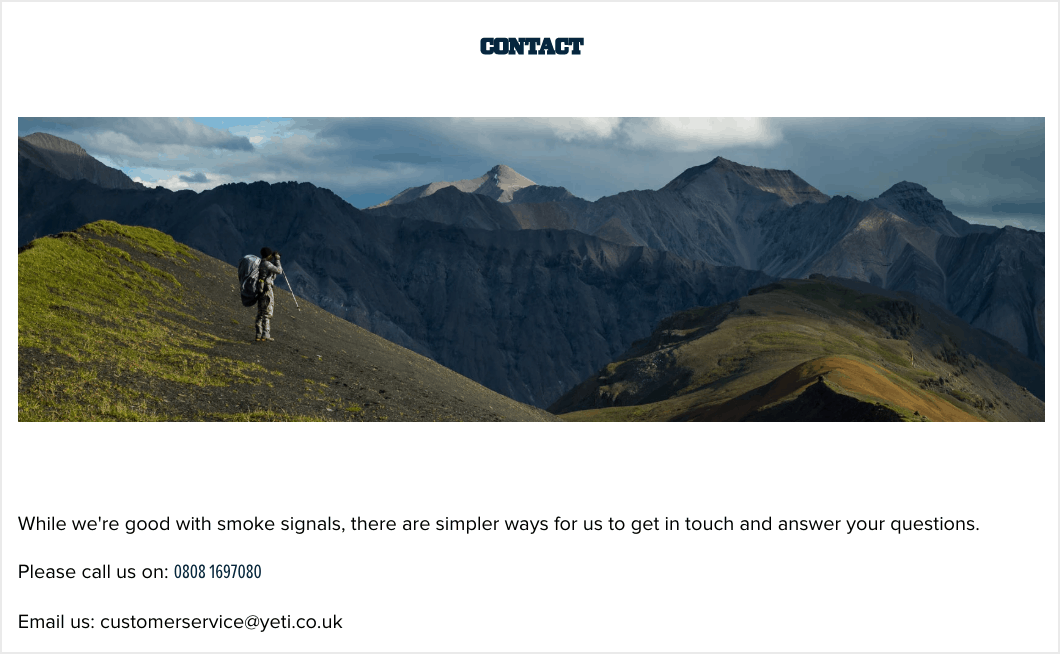 CONTACT
While we're good with smoke signals, there are simpler ways for us to get in touch and answer your questions.
Please call us on: 0808 1697080
Email us: customerservice@yeti.co.uk